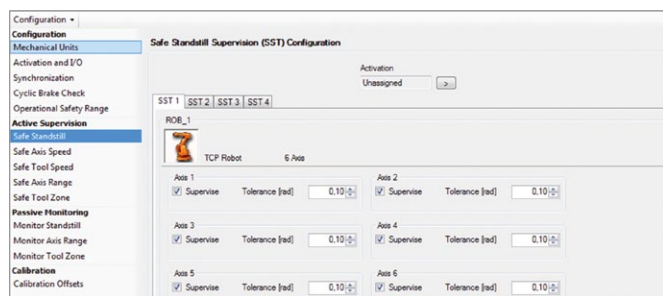 Configuration
Configuration
Mechanical Units
Activation and I/O
Synchronization
Cyclic Brake Check
Operational Safety Range
Active Supervision
Safe Standstill
Safe Axis Speed
Safe Tool Speed
Safe Axis Range
Safe Tool Zone
Passive Monitoring
Monitor Standstill
Monitor Axis Range
Monitor Tool Zone
Calibration
Calibration Offsets
Safe Standstill Supervision (SST) Configuration
Activation
Unassigned >
SST 1 SST 2 SST 3 SST 4
ROB_1
TCP Robot 6 Axis
Axis 1 Axis 2
Supervise Tolerance [rad] 0,10 Supervise Tolerance [rad] 0,10
Axis 3 Axis 4
Supervise Tolerance [rad] 0,10 Supervise Tolerance [rad] 0,10
Axis 5 Axis 6
Supervise Tolerance [rad] 0,10 Supervise Tolerance [rad] 0,10